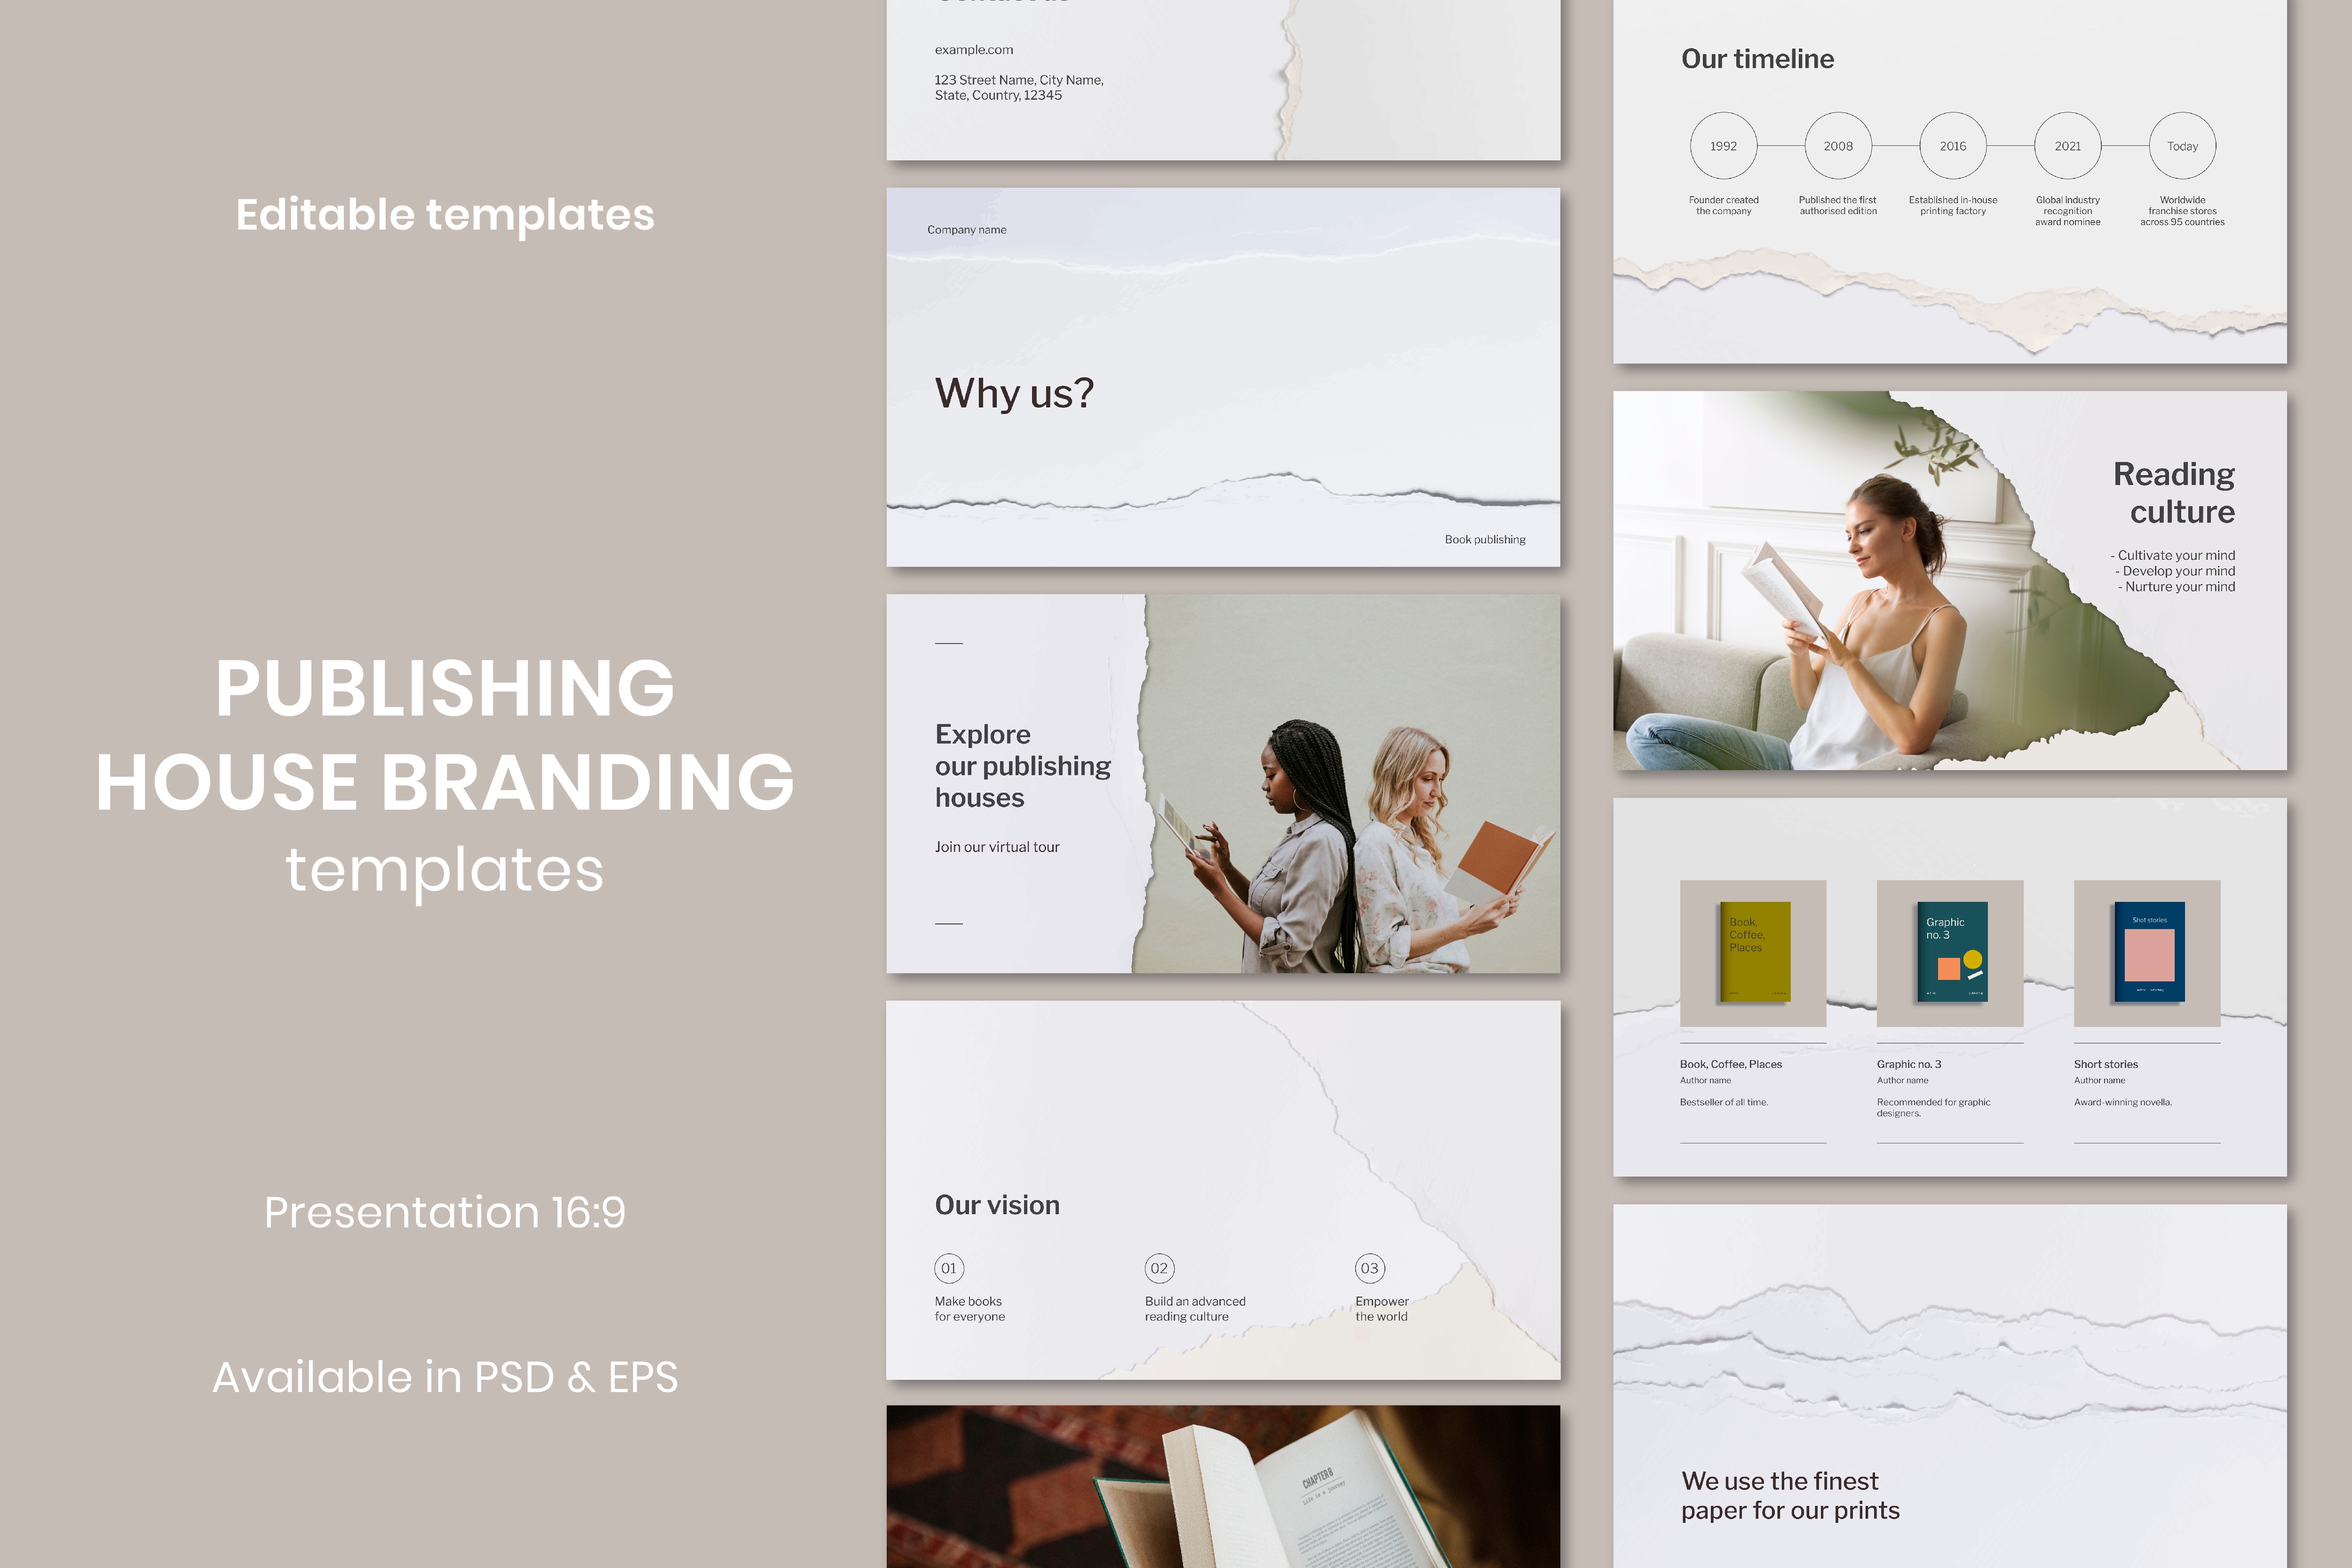 Editable templates
PUBLISHING
HOUSE BRANDING
templates
Presentation 16:9
Available in PSD & EPS
example.com
123 Street Name, City Name,
State, Country, 12345
Company name
Why us?
Book publishing
Explore
our publishing
houses
Join our virtual tour
Our vision
01
Make books
for everyone
02
Build an advanced
reading culture
03
Empower
the world
CHAPTER 8
Life is a journey
Our timeline
1992
Founder created
the company
2008
Published the first
authorised edition
2016
Established in-house
printing factory
2021
Global industry
recognition
award nominee
Today
Worldwide
franchise stores
across 95 countries
Reading
culture
- Cultivate your mind
- Develop your mind
- Nurture your mind
Book,
Coffee,
Places
Book, Coffee, Places
Author name
Bestseller of all time.
Graphic
no. 3
Graphic no. 3
Author name
Recommended for graphic
designers.
Shot stories
Short stories
Author name
Award-winning novella.
We use the finest
paper for our prints